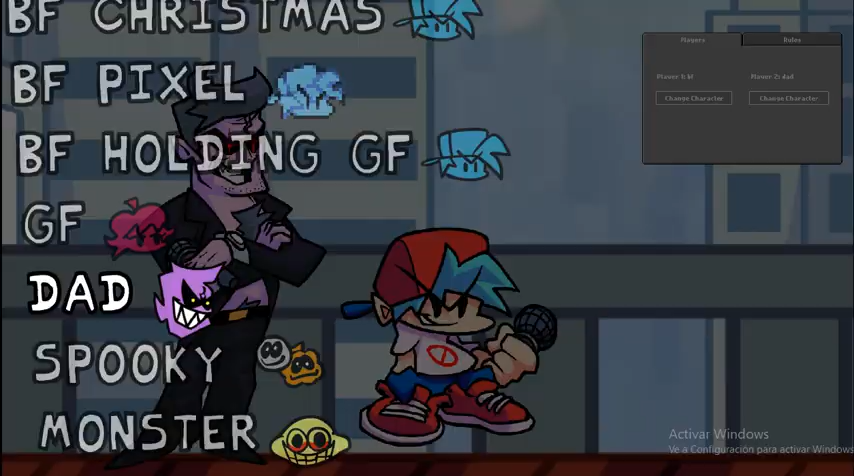 BF CHRISTMAS
BF PIXEL
BF HOLDING GF
GF
DAD
SPOOKY
MONSTER
Players
Rules
Player 1: bf
Player 2: dad
Change Character
Change Character
Activar Windows
Ve a Configuración para activar Windows